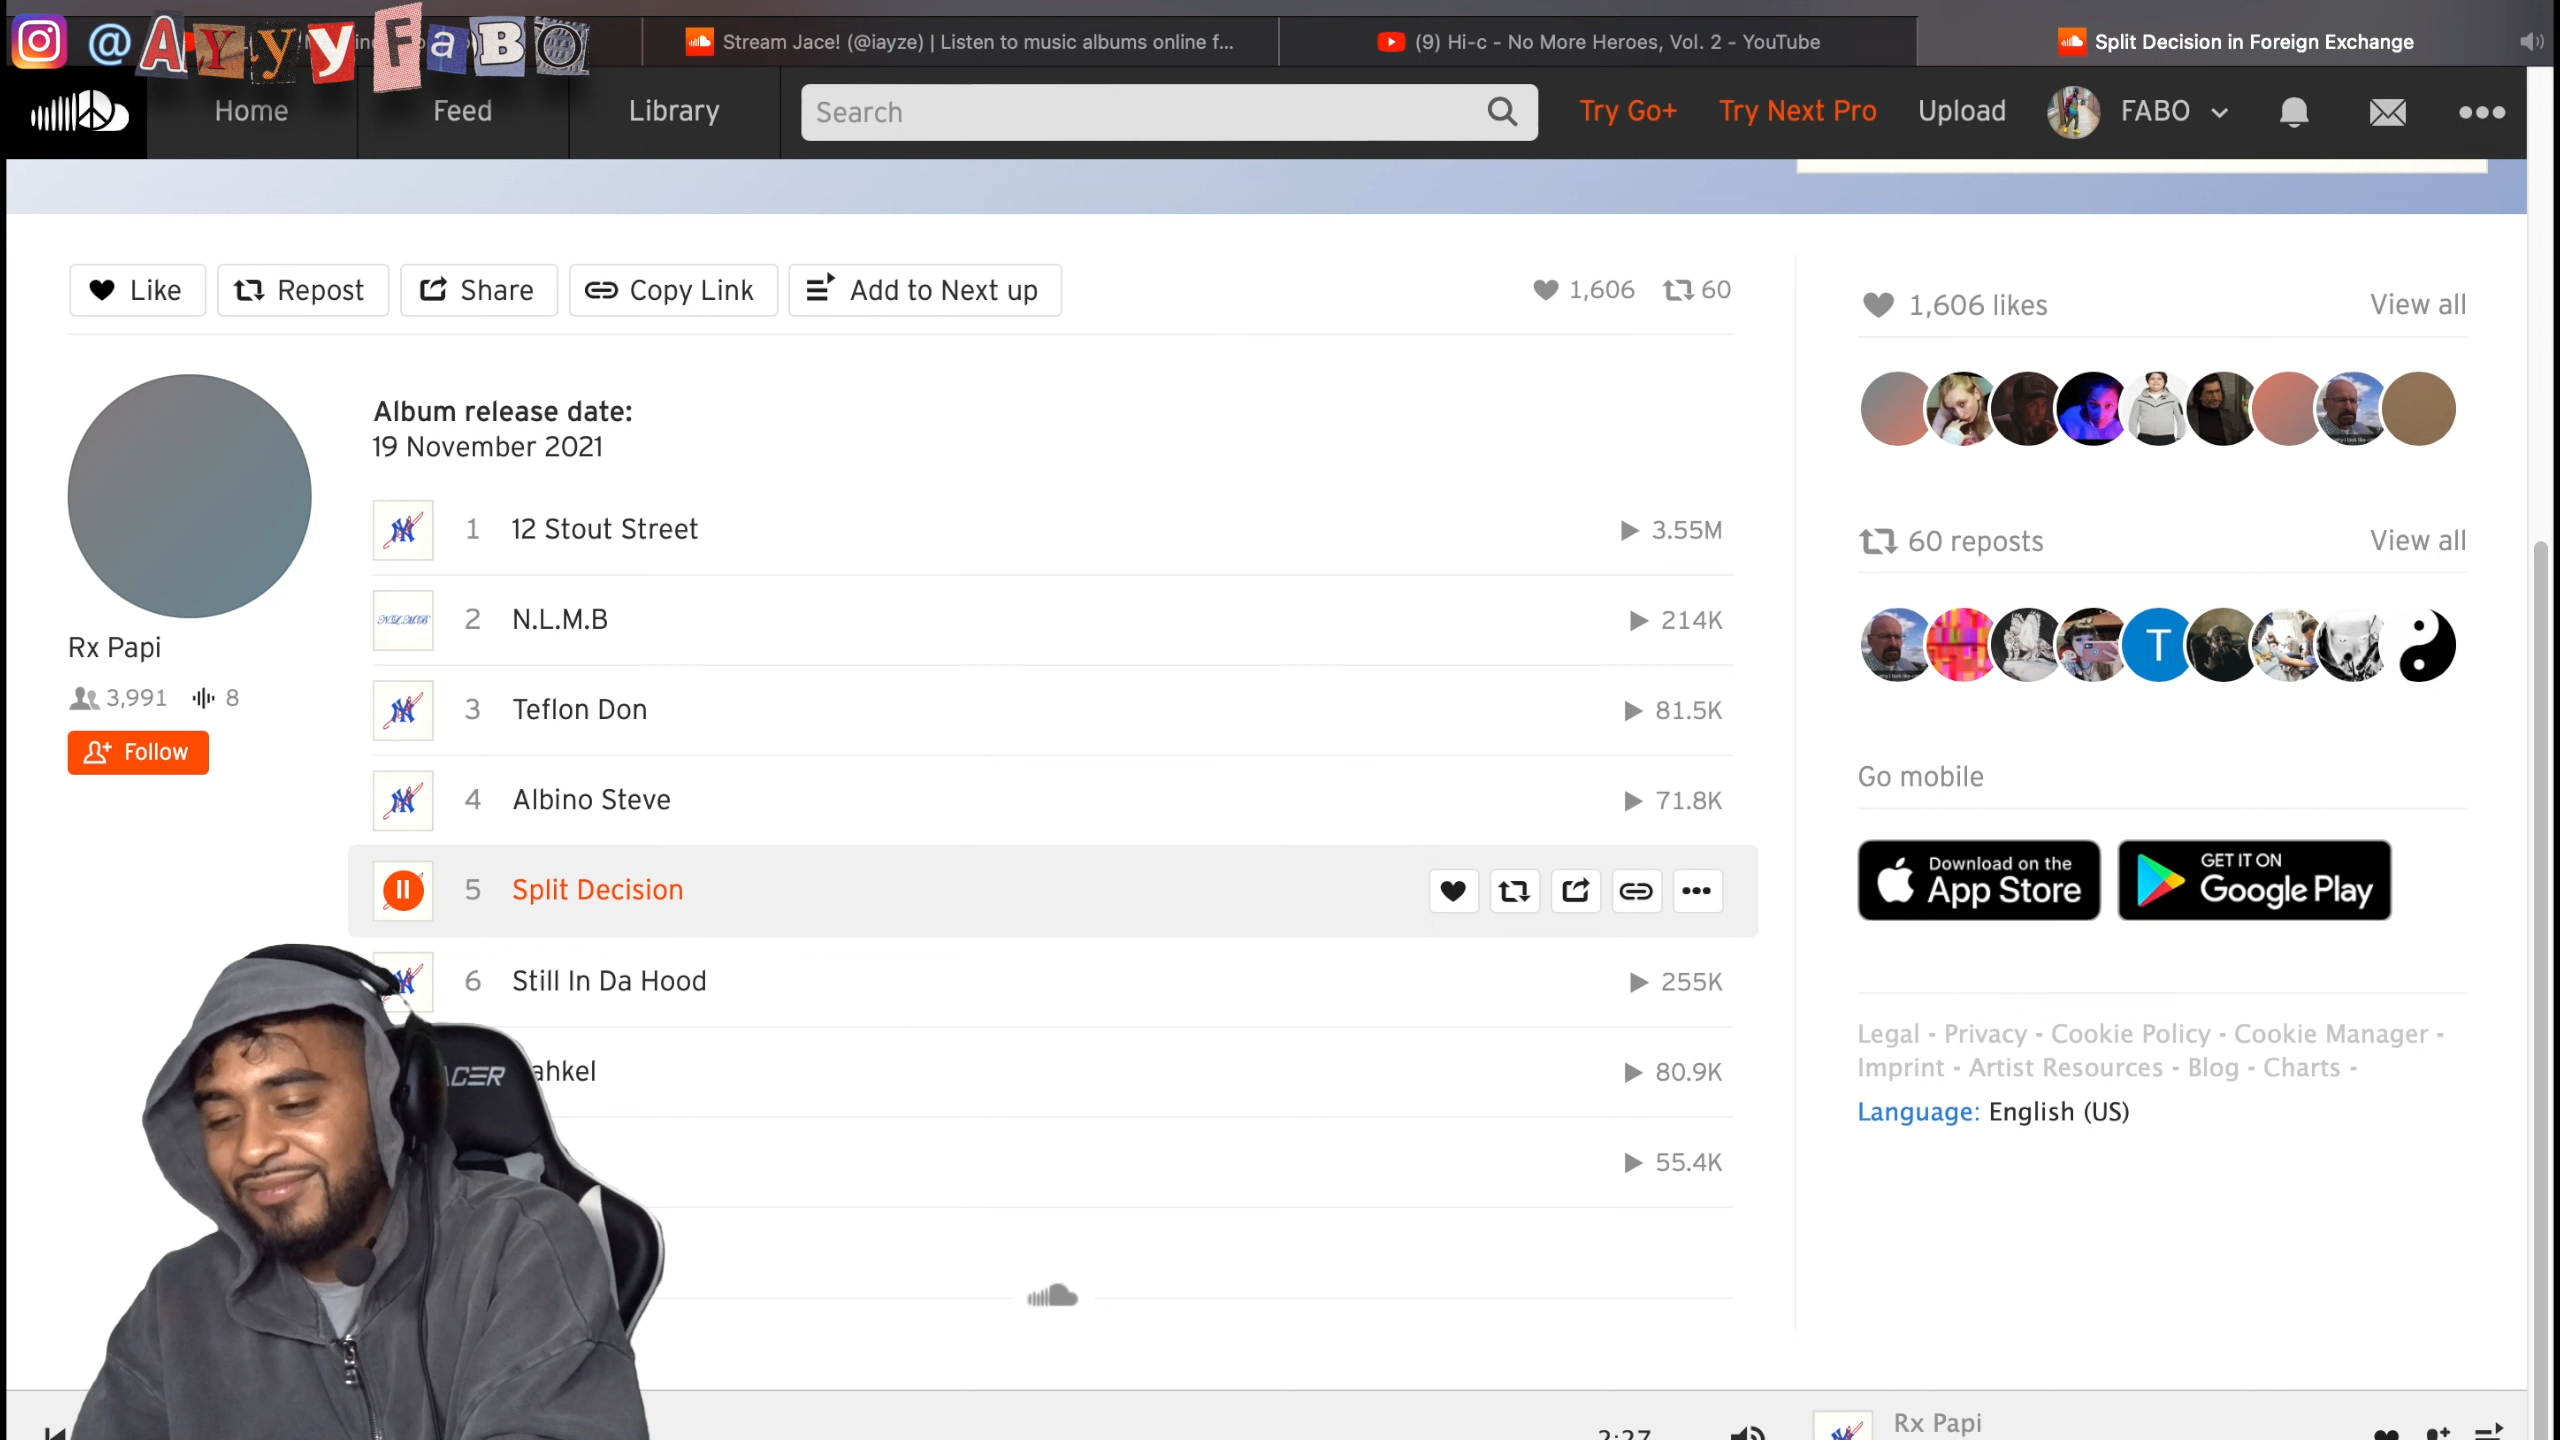 @AYyyFaBO
Stream Jace! (@iayze) | Listen to music albums online f...
(9) Hi-c - No More Heroes, Vol. 2 - YouTube
Split Decision in Foreign Exchange
Home
Feed
Library
Search
Try Go+
Try Next Pro
Upload
FABO
Like
Repost
Share
Copy Link
Add to Next up
1,606
60
1,606 likes
View all
Album release date:
19 November 2021
1 12 Stout Street 3.55M
N.L.M.B
2 N.L.M.B 214K
3 Teflon Don 81.5K
4 Albino Steve 71.8K
5 Split Decision
6 Still In Da Hood 255K
ahkel 80.9K
55.4K
Rx Papi
3,991 8
Follow
ACER
60 reposts
View all
T
Go mobile
Download on the
App Store
GET IT ON
Google Play
Legal - Privacy - Cookie Policy - Cookie Manager -
Imprint - Artist Resources - Blog - Charts -
Language: English (US)
2:27
Rx Papi